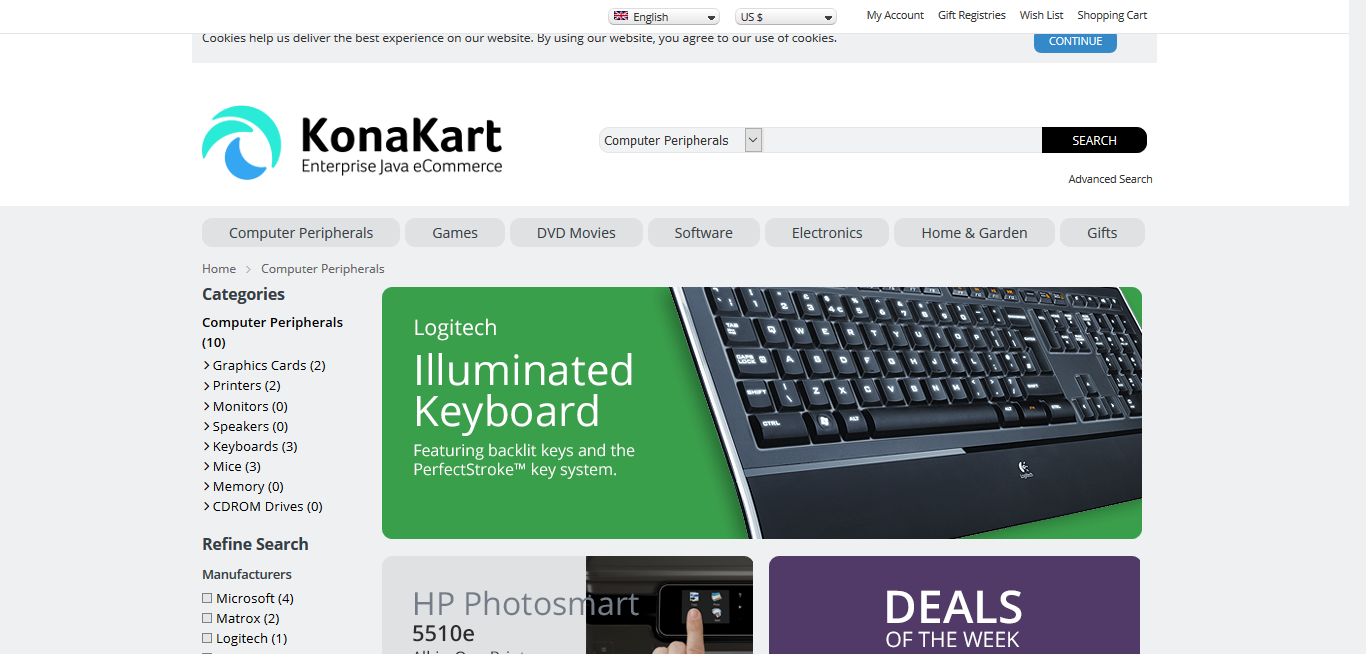 English
US $
My Account
Gift Registries
Wish List
Shopping Cart
Cookies help us deliver the best experience on our website. By using our website, you agree to our use of cookies.
CONTINUE
KonaKart
Enterprise Java eCommerce
Computer Peripherals
SEARCH
Advanced Search
Computer Peripherals
Games
DVD Movies
Software
Electronics
Home & Garden
Gifts
Home
Computer Peripherals
Categories
Computer Peripherals
(10)
Graphics Cards (2)
Printers (2)
Monitors (0)
Speakers (0)
Keyboards (3)
Mice (3)
Memory (0)
CDROM Drives (0)
Refine Search
Manufacturers
Microsoft (4)
Matrox (2)
Logitech (1)
Logitech
Illuminated
Keyboard
Featuring backlit keys and the
PerfectStroke™ key system.
HP Photosmart
5510e
DEALS
OF THE WEEK